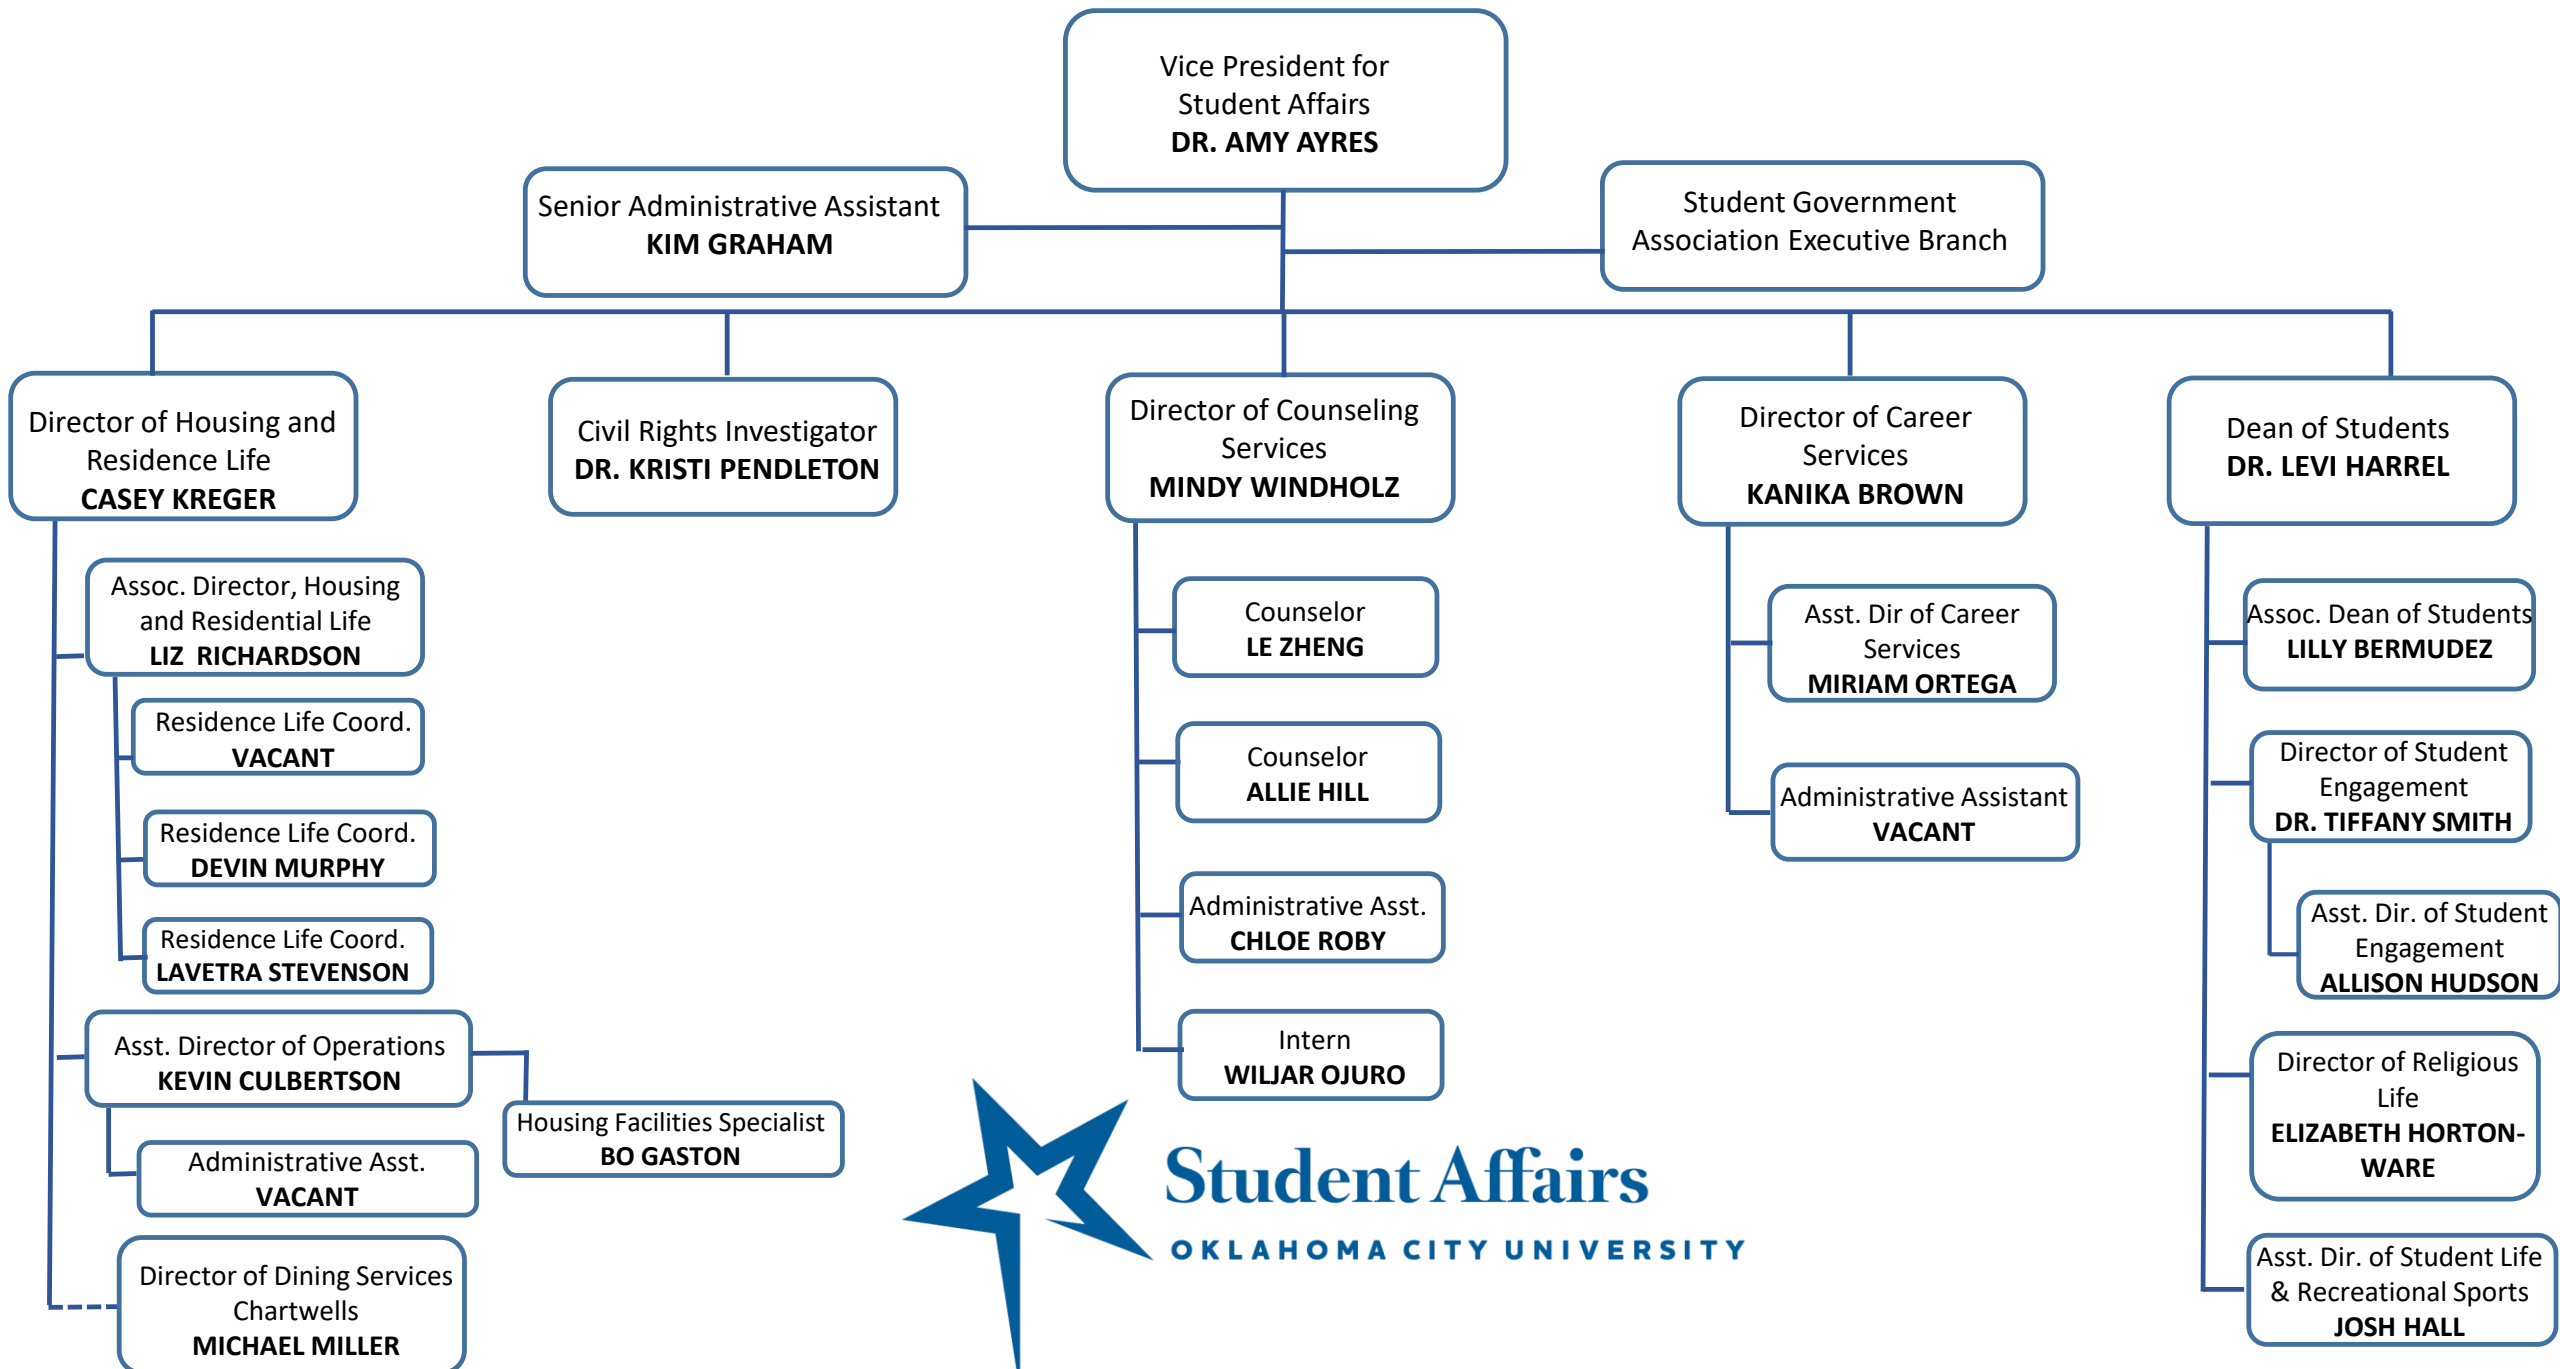 Vice President for
Student Affairs
DR. AMY AYRES
Senior Administrative Assistant
KIM GRAHAM
Student Government
Association Executive Branch
Director of Housing and
Residence Life
CASEY KREGER
Civil Rights Investigator
DR. KRISTI PENDLETON
Director of Counseling
Services
MINDY WINDHOLZ
Director of Career
Services
KANIKA BROWN
Dean of Students
DR. LEVI HARREL
Assoc. Director, Housing
and Residential Life
LIZ RICHARDSON
Residence Life Coord.
VACANT
Residence Life Coord.
DEVIN MURPHY
Residence Life Coord.
LAVETRA STEVENSON
Asst. Director of Operations
KEVIN CULBERTSON
Housing Facilities Specialist
BO GASTON
Administrative Asst.
VACANT
Director of Dining Services
Chartwells
MICHAEL MILLER
Counselor
LE ZHENG
Counselor
ALLIE HILL
Administrative Asst.
CHLOE ROBY
Intern
WILJAR OJURO
Asst. Dir of Career
Services
MIRIAM ORTEGA
Administrative Assistant
VACANT
Assoc. Dean of Students
LILLY BERMUDEZ
Director of Student
Engagement
DR. TIFFANY SMITH
Asst. Dir. of Student
Engagement
ALLISON HUDSON
Director of Religious
Life
ELIZABETH HORTON-
WARE
Asst. Dir. of Student Life
& Recreational Sports
JOSH HALL
Student Affairs
OKLAHOMA CITY UNIVERSITY